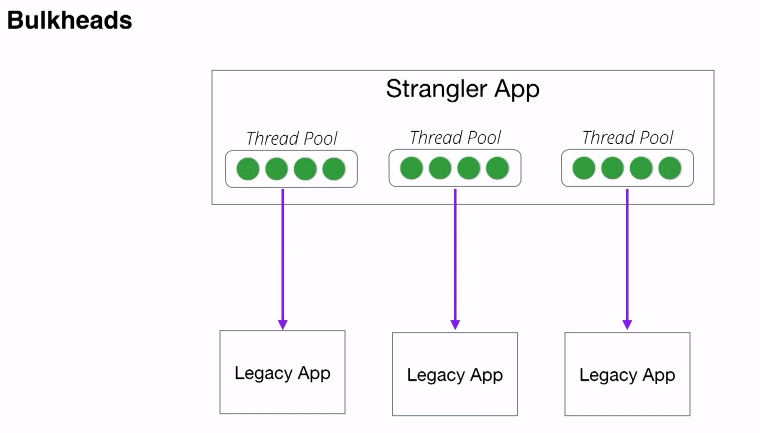 Bulkheads
Strangler App
Thread Pool
Thread Pool
Thread Pool
Legacy App
Legacy App
Legacy App